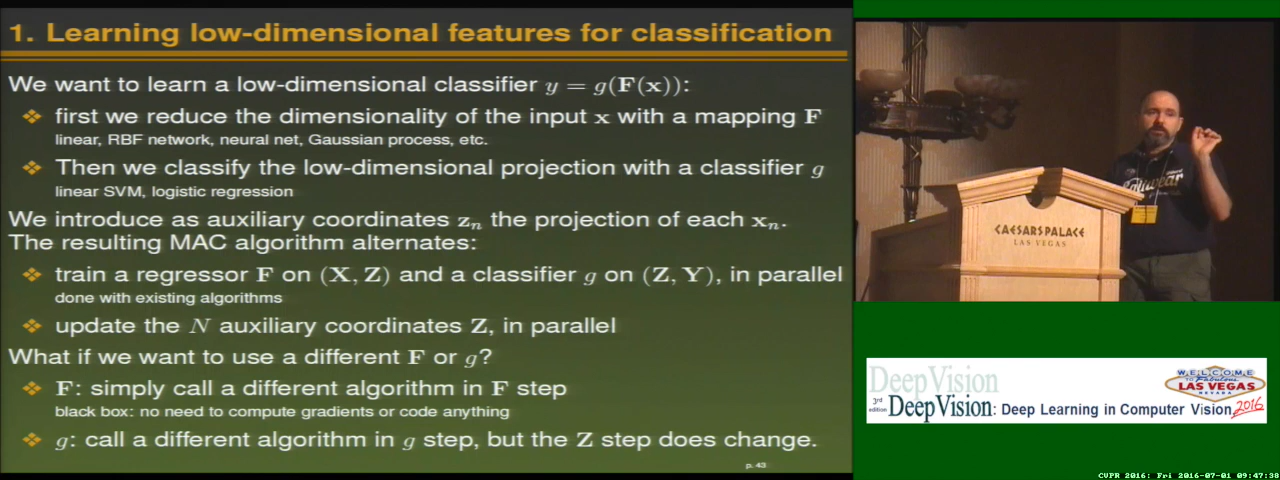 1. Learning low-dimensional features for classification
We want to learn a low-dimensional classifier y = g(F(x)):
❖ first we reduce the dimensionality of the input x with a mapping F
linear, RBF network, neural net, Gaussian process, etc.
❖ Then we classify the low-dimensional projection with a classifier g
linear SVM, logistic regression
We introduce as auxiliary coordinates zₙ the projection of each xₙ.
The resulting MAC algorithm alternates:
❖ train a regressor F on (X, Z) and a classifier g on (Z, Y), in parallel
done with existing algorithms
❖ update the N auxiliary coordinates Z, in parallel
What if we want to use a different F or g?
❖ F: simply call a different algorithm in F step
black box: no need to compute gradients or code anything
❖ g: call a different algorithm in g step, but the Z step does change.
p. 43
CAESARS PALACE
LAS VEGAS
DeepVision
3rd
edition
DeepVision: Deep Learning in Computer Vision
WELCOME
TO Fabulous
LAS VEGAS
NEVADA
2016
CVPR 2016: Fri 2016-07-01 09:47:38